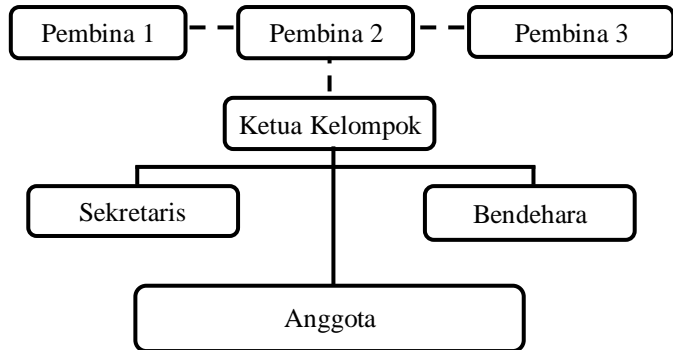 Pembina 1
Pembina 2
Pembina 3
Ketua Kelompok
Sekretaris
Bendehara
Anggota